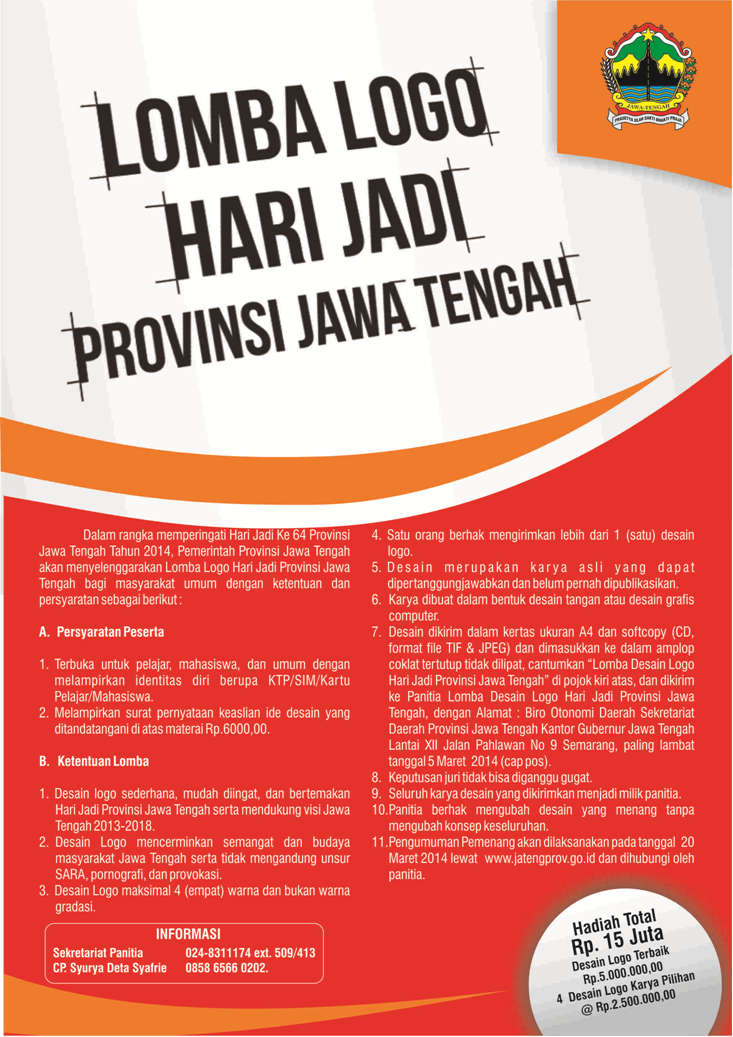 JAWA-TENGAH
PRASETYA ULAH SAKTI BHAKTI PRAJA
LOMBA LOGO
HARI JADI
PROVINSI JAWA TENGAH
Dalam rangka memperingati Hari Jadi Ke 64 Provinsi
Jawa Tengah Tahun 2014, Pemerintah Provinsi Jawa Tengah
akan menyelenggarakan Lomba Logo Hari Jadi Provinsi Jawa
Tengah bagi masyarakat umum dengan ketentuan dan
persyaratan sebagai berikut :
A. Persyaratan Peserta
1. Terbuka untuk pelajar, mahasiswa, dan umum dengan
melampirkan identitas diri berupa KTP/SIM/Kartu
Pelajar/Mahasiswa.
2. Melampirkan surat pernyataan keaslian ide desain yang
ditandatangani di atas materai Rp.6000,00.
B. Ketentuan Lomba
1. Desain logo sederhana, mudah diingat, dan bertemakan
Hari Jadi Provinsi Jawa Tengah serta mendukung visi Jawa
Tengah 2013-2018.
2. Desain Logo mencerminkan semangat dan budaya
masyarakat Jawa Tengah serta tidak mengandung unsur
SARA, pornografi, dan provokasi.
3. Desain Logo maksimal 4 (empat) warna dan bukan warna
gradasi.
4. Satu orang berhak mengirimkan lebih dari 1 (satu) desain
logo.
5. Desain merupakan karya asli yang dapat
dipertanggungjawabkan dan belum pernah dipublikasikan.
6. Karya dibuat dalam bentuk desain tangan atau desain grafis
computer.
7. Desain dikirim dalam kertas ukuran A4 dan softcopy (CD,
format file TIF & JPEG) dan dimasukkan ke dalam amplop
coklat tertutup tidak dilipat, cantumkan “Lomba Desain Logo
Hari Jadi Provinsi Jawa Tengah” di pojok kiri atas, dan dikirim
ke Panitia Lomba Desain Logo Hari Jadi Provinsi Jawa
Tengah, dengan Alamat : Biro Otonomi Daerah Sekretariat
Daerah Provinsi Jawa Tengah Kantor Gubernur Jawa Tengah
Lantai XII Jalan Pahlawan No 9 Semarang, paling lambat
tanggal 5 Maret 2014 (cap pos).
8. Keputusan juri tidak bisa diganggu gugat.
9. Seluruh karya desain yang dikirimkan menjadi milik panitia.
10.Panitia berhak mengubah desain yang menang tanpa
mengubah konsep keseluruhan.
11.Pengumuman Pemenang akan dilaksanakan pada tanggal 20
Maret 2014 lewat www.jatengprov.go.id dan dihubungi oleh
panitia.
INFORMASI
Sekretariat Panitia 024-8311174 ext. 509/413
CP. Syurya Deta Syafrie 0858 6566 0202.
Hadiah Total
Rp. 15 Juta
Desain Logo Terbaik
Rp.5.000.000,00
4 Desain Logo Karya Pilihan
@ Rp.2.500.000,00